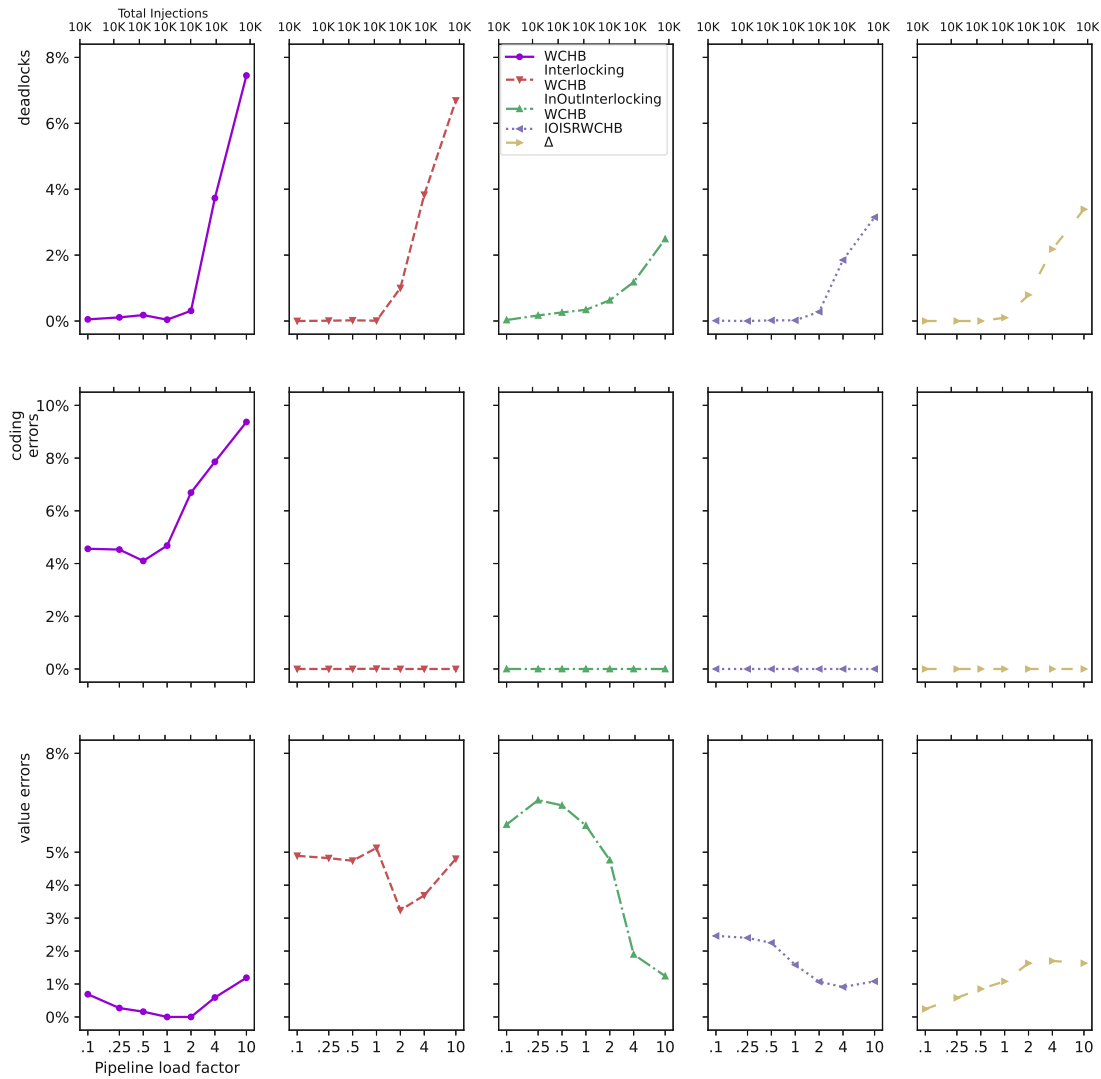 Total Injections
10K 10K 10K 10K 10K 10K
10K 10K 10K 10K 10K 10K
10K 10K 10K 10K 10K 10K
10K 10K 10K 10K 10K 10K
10K 10K 10K 10K 10K 10K
deadlocks
8%
6%
4%
2%
0%
WCHB
Interlocking
WCHB
InOutInterlocking
WCHB
IOISRWCHB
Δ
coding
errors
10%
8%
6%
4%
2%
0%
value errors
8%
5%
4%
3%
2%
1%
0%
.1 .25 .5 1 2 4 10
.1 .25 .5 1 2 4 10
.1 .25 .5 1 2 4 10
.1 .25 .5 1 2 4 10
.1 .25 .5 1 2 4 10
Pipeline load factor